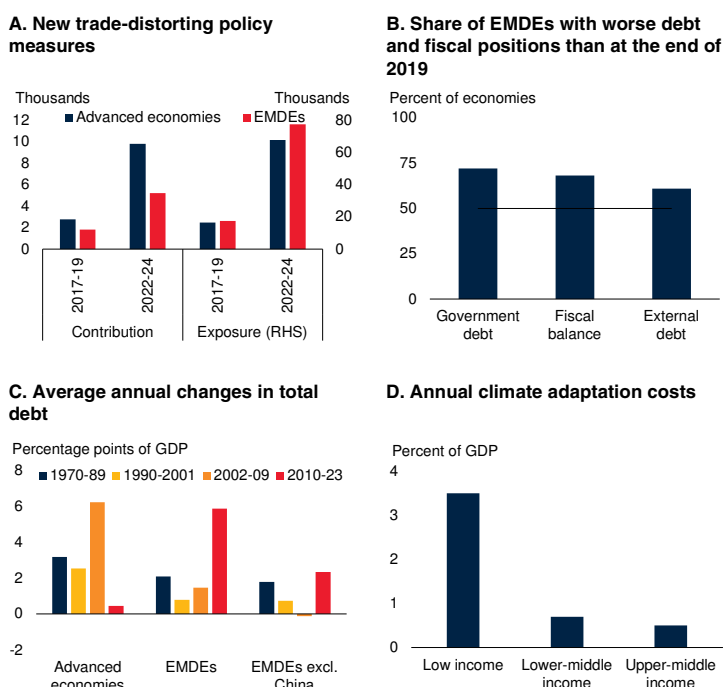 A. New trade-distorting policy
measures
Thousands Thousands
Advanced economies EMDEs
12 80
10
8 60
6 40
4
2 20
0 0
2017-19 2022-24 2017-19 2022-24
Contribution Exposure (RHS)
B. Share of EMDEs with worse debt
and fiscal positions than at the end of
2019
Percent of economies
100
75
50
25
0
Government Fiscal External
debt balance debt
C. Average annual changes in total
debt
Percentage points of GDP
8
1970-89 1990-2001 2002-09 2010-23
6
4
2
0
-2
Advanced EMDEs EMDEs excl.
economies China
D. Annual climate adaptation costs
Percent of GDP
4
3
2
1
0
Low income Lower-middle Upper-middle
income income